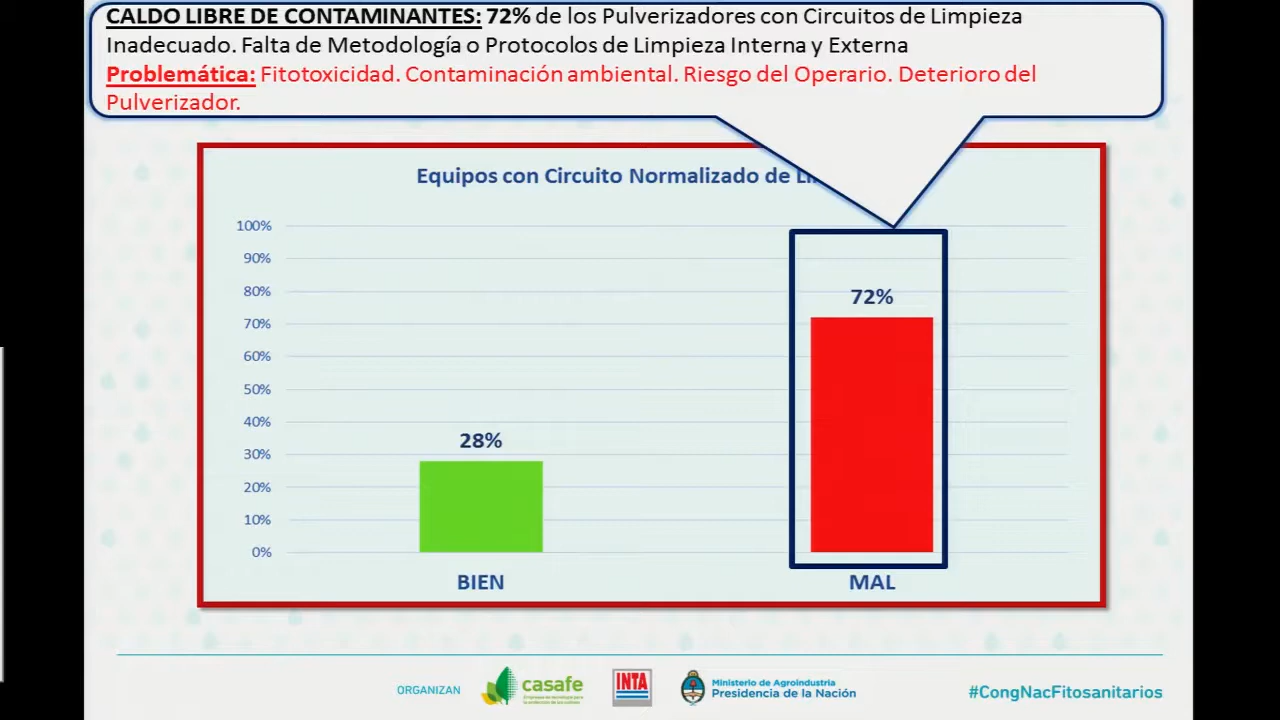 CALDO LIBRE DE CONTAMINANTES: 72% de los Pulverizadores con Circuitos de Limpieza
Inadecuado. Falta de Metodología o Protocolos de Limpieza Interna y Externa
Problemática: Fitotoxicidad. Contaminación ambiental. Riesgo del Operario. Deterioro del
Pulverizador.
Equipos con Circuito Normalizado de
100%
90%
80%
70%
60%
50%
40%
30%
20%
10%
0%
28%
72%
BIEN
MAL
ORGANIZAN
casafe
INTA
Ministerio de Agroindustria
Presidencia de la Nación
#CongNacFitosanitarios